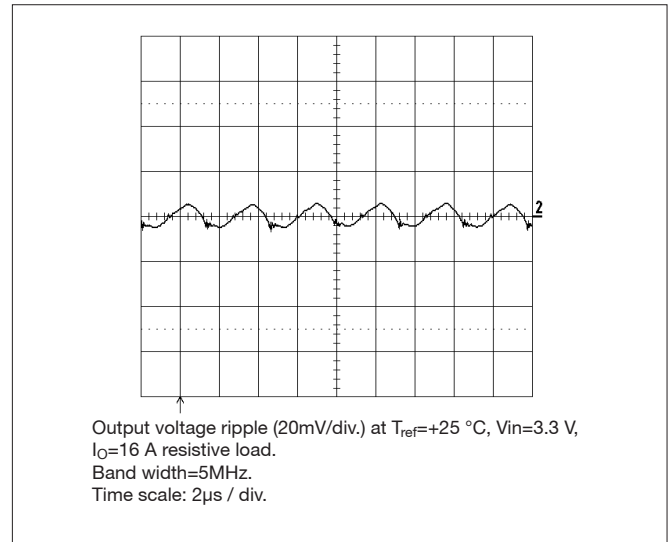 2
Output voltage ripple (20mV/div.) at Tref=+25 °C, Vin=3.3 V,
IO=16 A resistive load.
Band width=5MHz.
Time scale: 2µs / div.